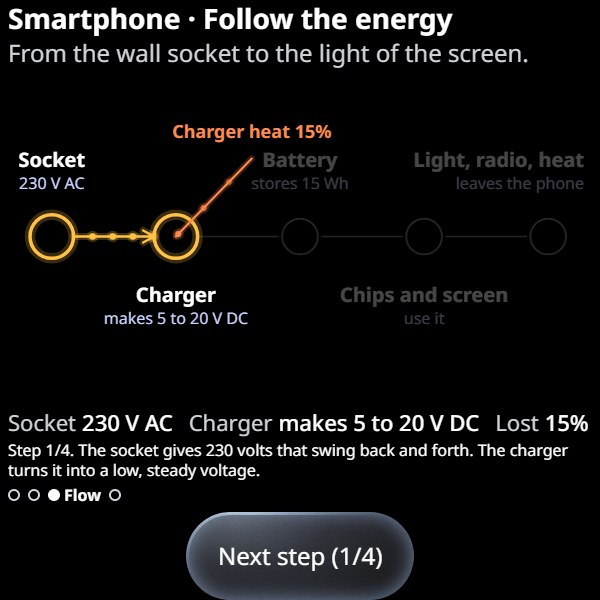 Smartphone · Follow the energy
From the wall socket to the light of the screen.
Charger heat 15%
Socket
230 V AC
Battery
stores 15 Wh
Light, radio, heat
leaves the phone
Charger
makes 5 to 20 V DC
Chips and screen
use it
Socket 230 V AC Charger makes 5 to 20 V DC Lost 15%
Step 1/4. The socket gives 230 volts that swing back and forth. The charger
turns it into a low, steady voltage.
Flow
Next step (1/4)